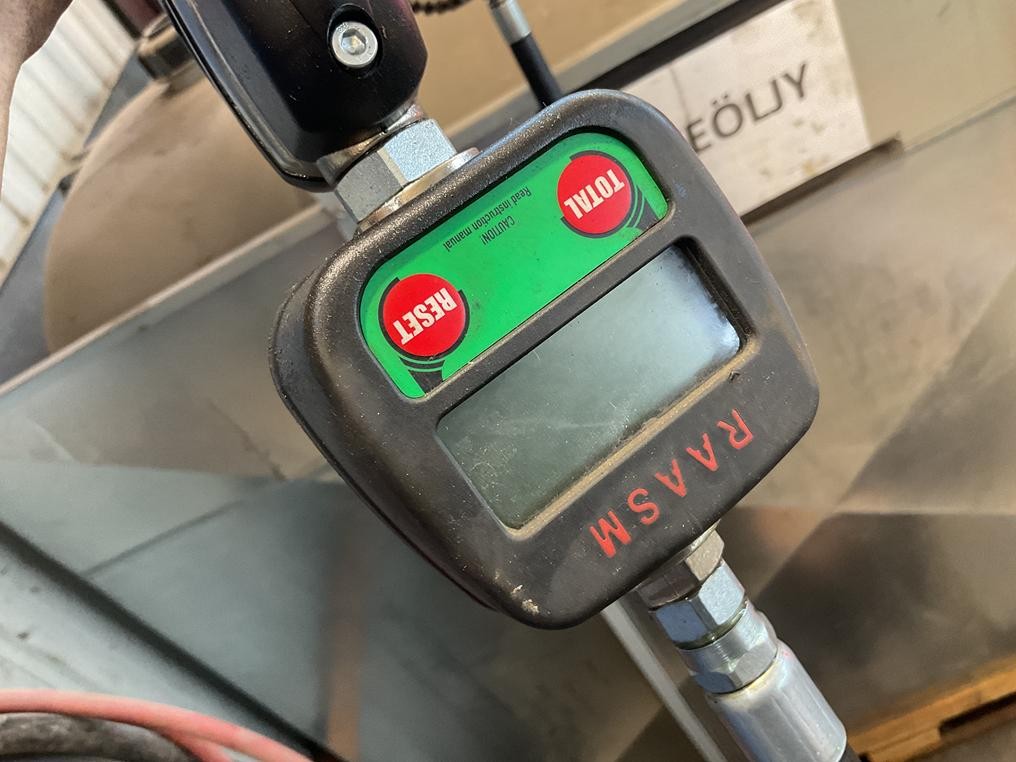 RAASM
TOTAL
RESET
CAUTION!
Read instruction manual
EÖLJY